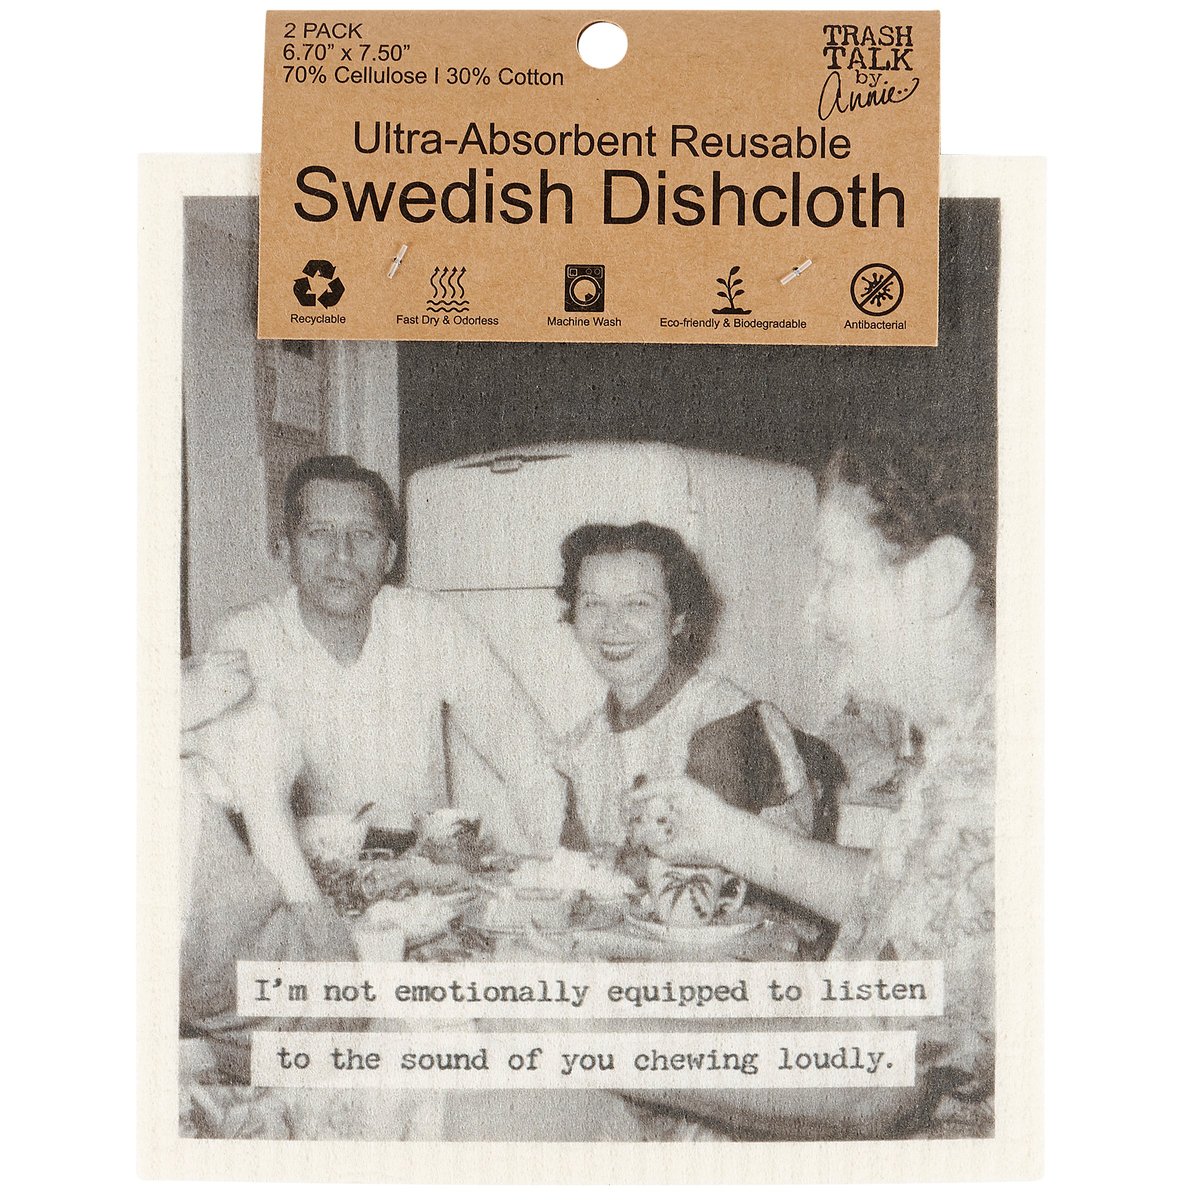 2 PACK
6.70” x 7.50”
70% Cellulose | 30% Cotton
TRASH
TALK
by
Annie..
Ultra-Absorbent Reusable
Swedish Dishcloth
Recyclable
Fast Dry & Odorless
Machine Wash
Eco-friendly & Biodegradable
Antibacterial
I'm not emotionally equipped to listen
to the sound of you chewing loudly.